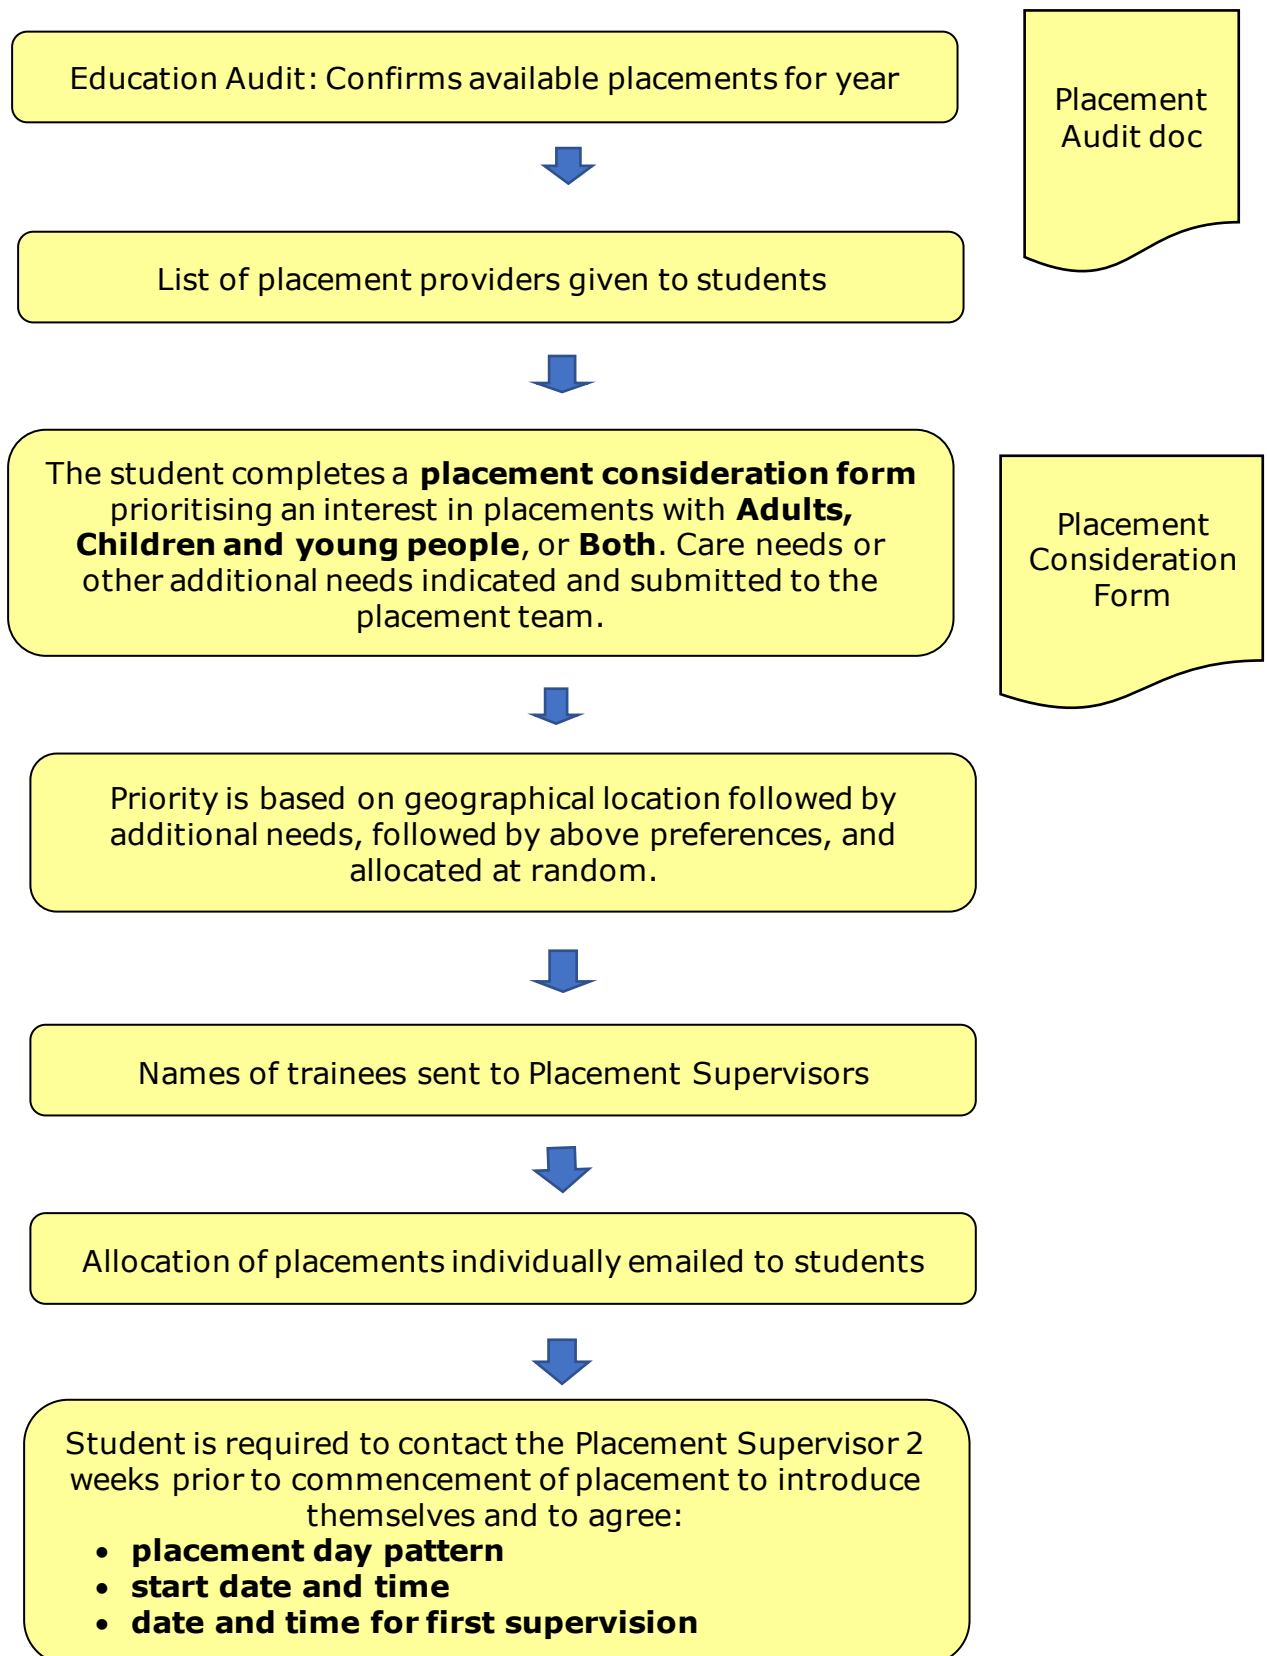 Education Audit: Confirms available placements for year
Placement
Audit doc
List of placement providers given to students
The student completes a placement consideration form
prioritising an interest in placements with Adults,
Children and young people, or Both. Care needs or
other additional needs indicated and submitted to the
placement team.
Placement
Consideration
Form
Priority is based on geographical location followed by
additional needs, followed by above preferences, and
allocated at random.
Names of trainees sent to Placement Supervisors
Allocation of placements individually emailed to students
Student is required to contact the Placement Supervisor 2
weeks prior to commencement of placement to introduce
themselves and to agree:
• placement day pattern
• start date and time
• date and time for first supervision